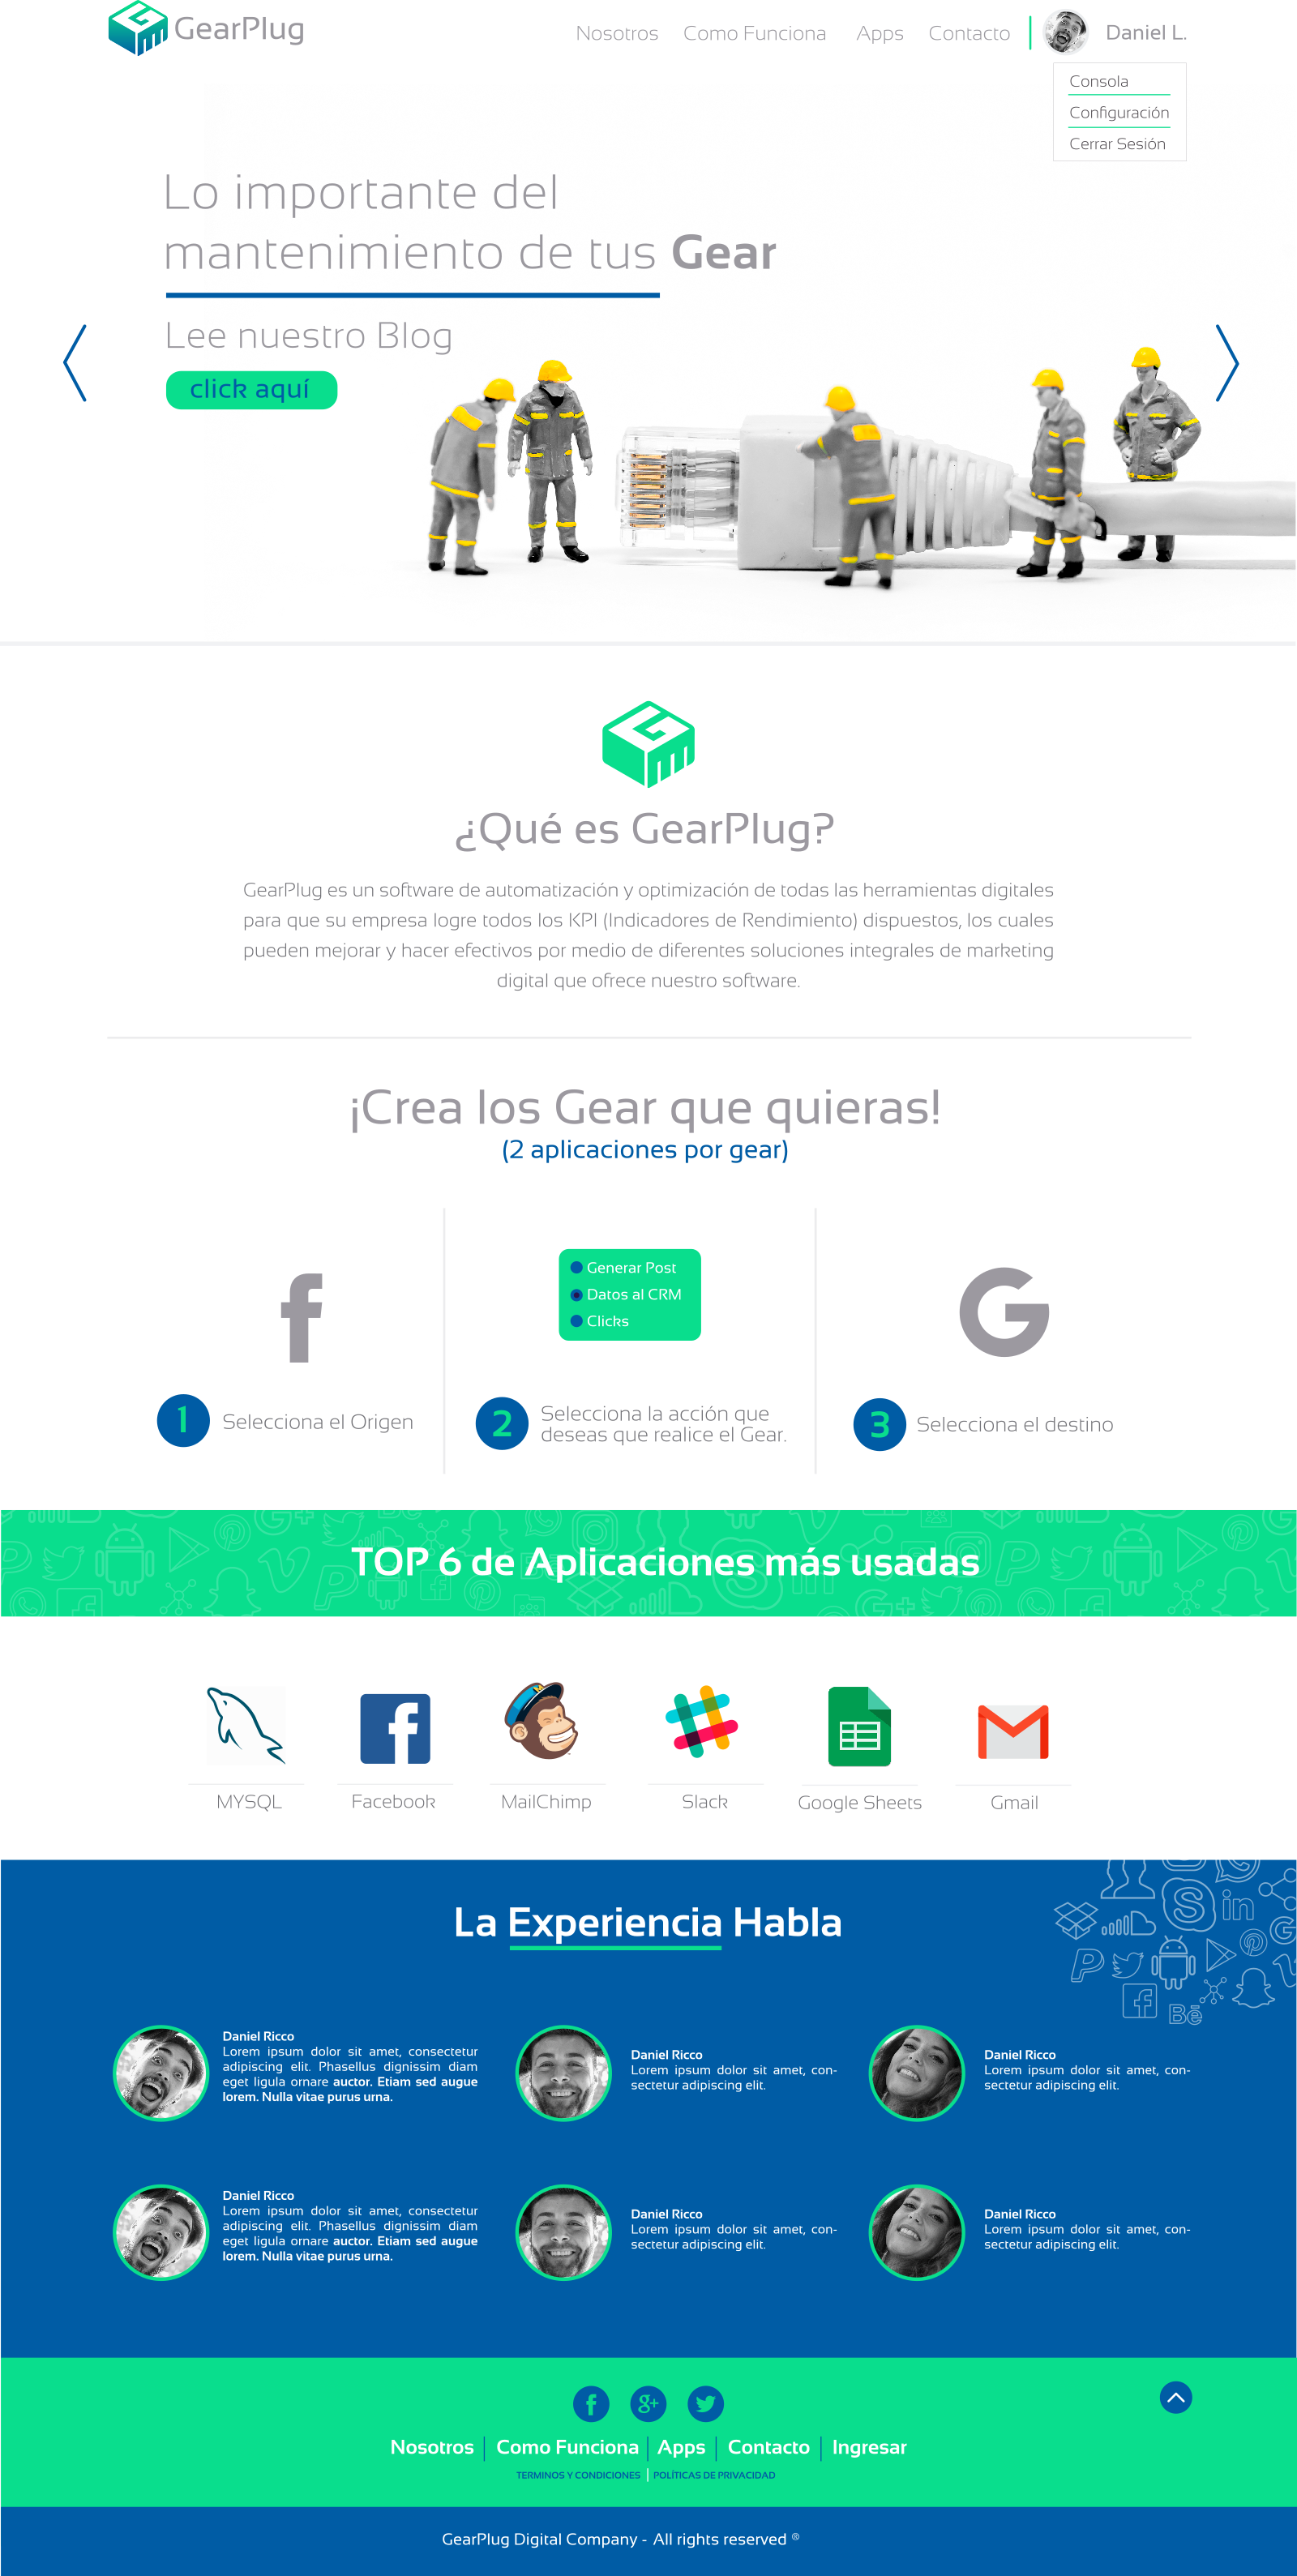 GearPlug
Nosotros Como Funciona Apps Contacto Daniel L.
Consola
Configuración
Cerrar Sesión
Lo importante del
mantenimiento de tus Gear
Lee nuestro Blog
click aquí
¿Qué es GearPlug?
GearPlug es un software de automatización y optimización de todas las herramientas digitales
para que su empresa logre todos los KPI (Indicadores de Rendimiento) dispuestos, los cuales
pueden mejorar y hacer efectivos por medio de diferentes soluciones integrales de marketing
digital que ofrece nuestro software.
¡Crea los Gear que quieras!
(2 aplicaciones por gear)
Generar Post
Datos al CRM
Clicks
1 Selecciona el Origen
2 Selecciona la acción que
deseas que realice el Gear.
3 Selecciona el destino
TOP 6 de Aplicaciones más usadas
MYSQL Facebook MailChimp Slack Google Sheets Gmail
La Experiencia Habla
Daniel Ricco
Lorem ipsum dolor sit amet, consectetur
adipiscing elit. Phasellus dignissim diam
eget ligula ornare auctor. Etiam sed augue
lorem. Nulla vitae purus urna.
Daniel Ricco
Lorem ipsum dolor sit amet, con-
sectetur adipiscing elit.
Daniel Ricco
Lorem ipsum dolor sit amet, con-
sectetur adipiscing elit.
Daniel Ricco
Lorem ipsum dolor sit amet, consectetur
adipiscing elit. Phasellus dignissim diam
eget ligula ornare auctor. Etiam sed augue
lorem. Nulla vitae purus urna.
Daniel Ricco
Lorem ipsum dolor sit amet, con-
sectetur adipiscing elit.
Daniel Ricco
Lorem ipsum dolor sit amet, con-
sectetur adipiscing elit.
Nosotros Como Funciona Apps Contacto Ingresar
TERMINOS Y CONDICIONES POLÍTICAS DE PRIVACIDAD
GearPlug Digital Company - All rights reserved ®